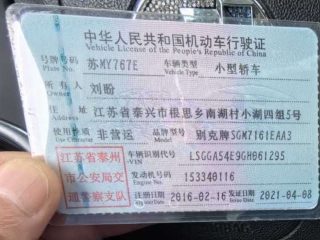 中华人民共和国机动车行驶证
Vehicle License of the People's Republic of China
号牌号码 苏MY767E 车辆类型 小型轿车
Plate No. Vehicle Type
所有人 刘盼
Owner
住址 江苏省泰兴市根思乡南湖村小湖四组5号
Address
使用性质 非营运 品牌型号 别克牌SGM7161EAA3
Use Character Model
江苏省泰州
市公安局交
通警察支队
车辆识别代号 LSGGA54E9GH061295
VIN
发动机号码 153340116
Engine No.
注册日期 2016-02-16 发证日期 2021-04-08
Register Date Issue Date